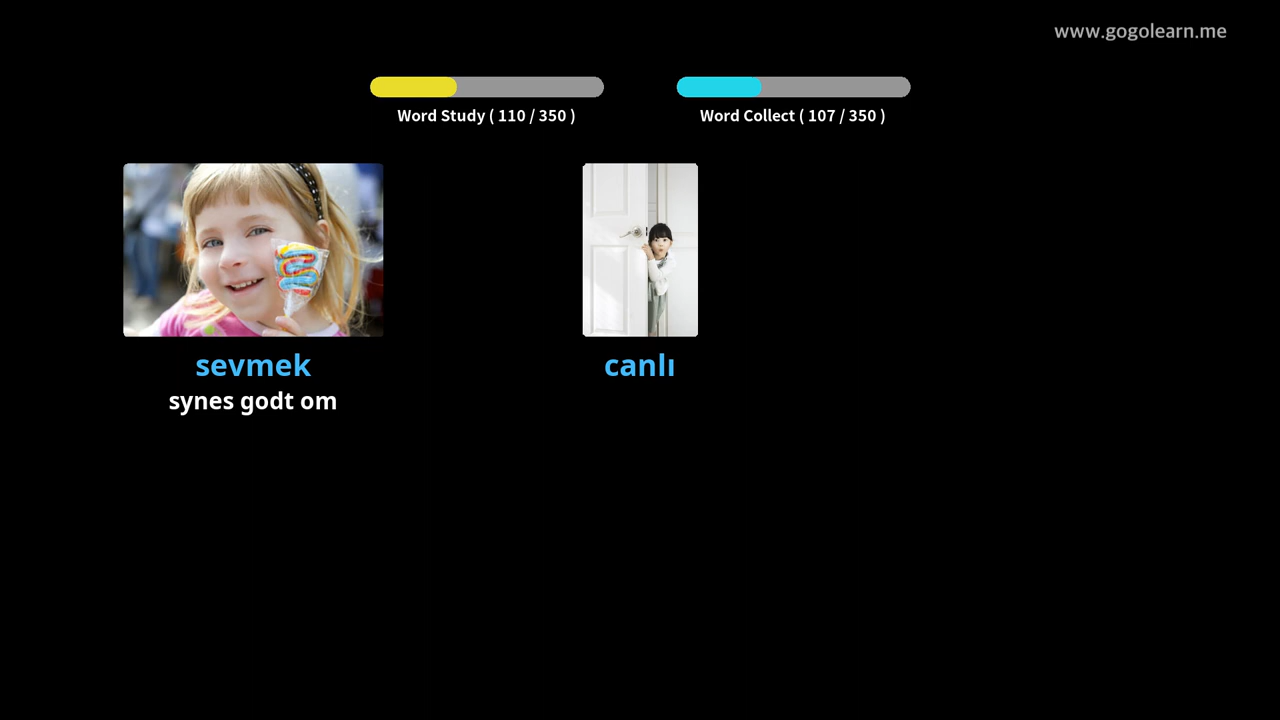 www.gogolearn.me
Word Study ( 110 / 350 )
Word Collect ( 107 / 350 )
sevmek
synes godt om
canlı